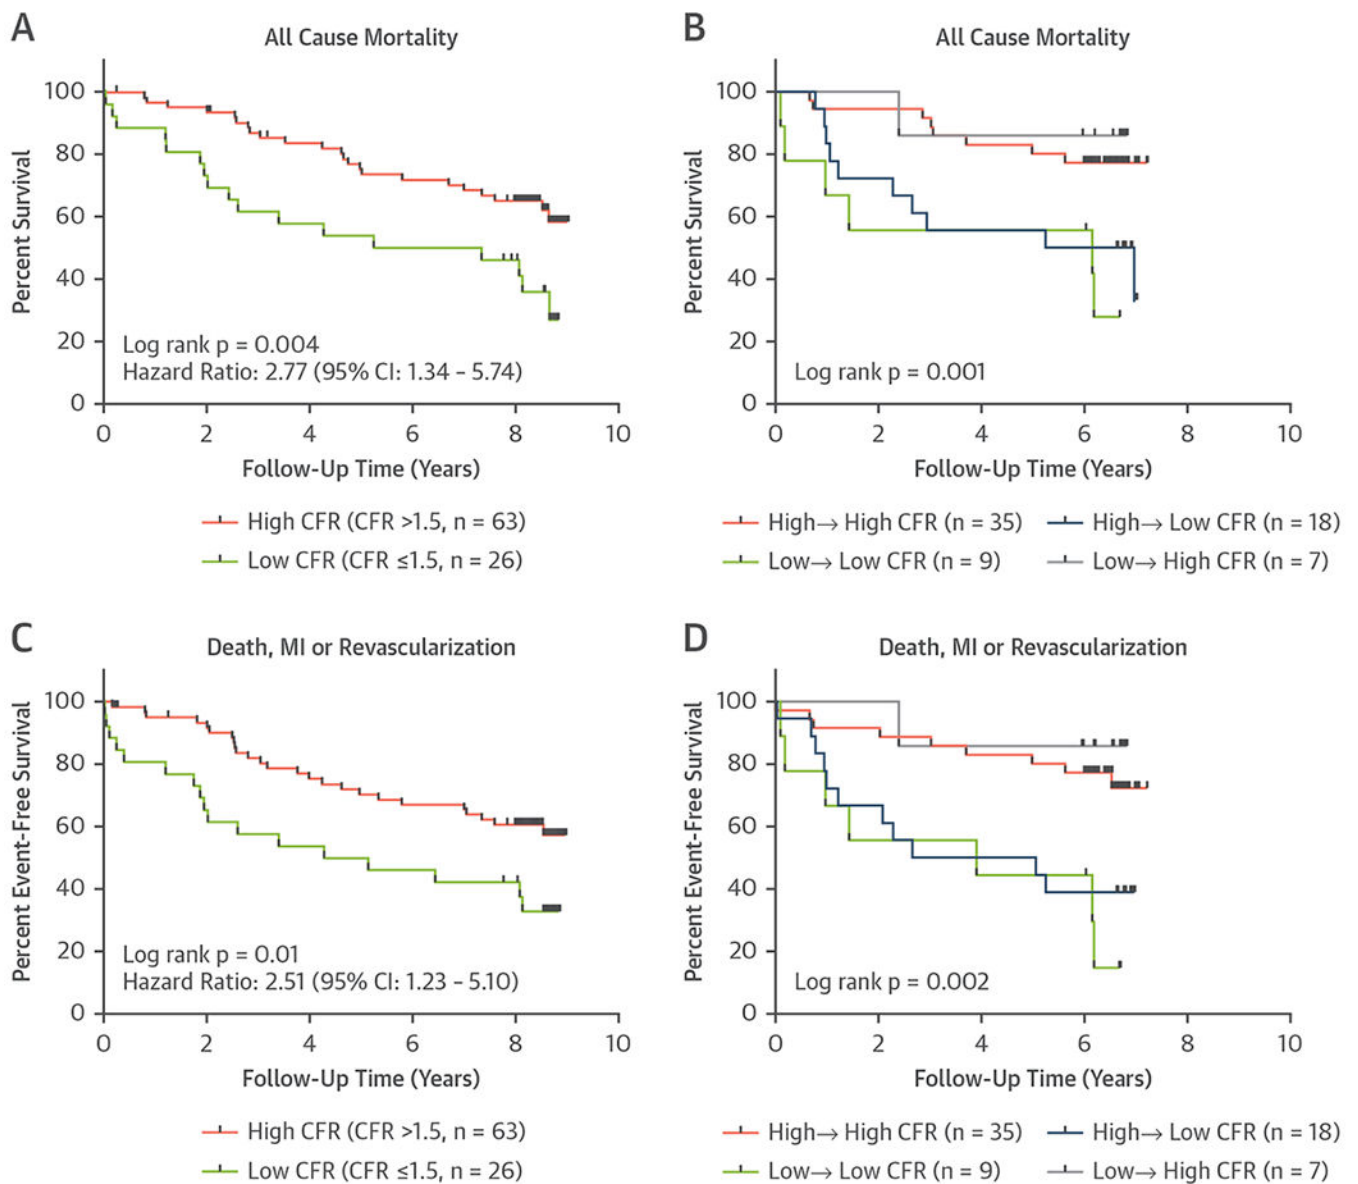 A
All Cause Mortality
Percent Survival
100
80
60
40
20
0
Log rank p = 0.004
Hazard Ratio: 2.77 (95% CI: 1.34 – 5.74)
0 2 4 6 8 10
Follow-Up Time (Years)
High CFR (CFR >1.5, n = 63)
Low CFR (CFR ≤1.5, n = 26)
B
All Cause Mortality
Percent Survival
100
80
60
40
20
0
Log rank p = 0.001
0 2 4 6 8 10
Follow-Up Time (Years)
High→ High CFR (n = 35) High→ Low CFR (n = 18)
Low→ Low CFR (n = 9) Low→ High CFR (n = 7)
C
Death, MI or Revascularization
Percent Event-Free Survival
100
80
60
40
20
0
Log rank p = 0.01
Hazard Ratio: 2.51 (95% CI: 1.23 – 5.10)
0 2 4 6 8 10
Follow-Up Time (Years)
High CFR (CFR >1.5, n = 63)
Low CFR (CFR ≤1.5, n = 26)
D
Death, MI or Revascularization
Percent Event-Free Survival
100
80
60
40
20
0
Log rank p = 0.002
0 2 4 6 8 10
Follow-Up Time (Years)
High→ High CFR (n = 35) High→ Low CFR (n = 18)
Low→ Low CFR (n = 9) Low→ High CFR (n = 7)